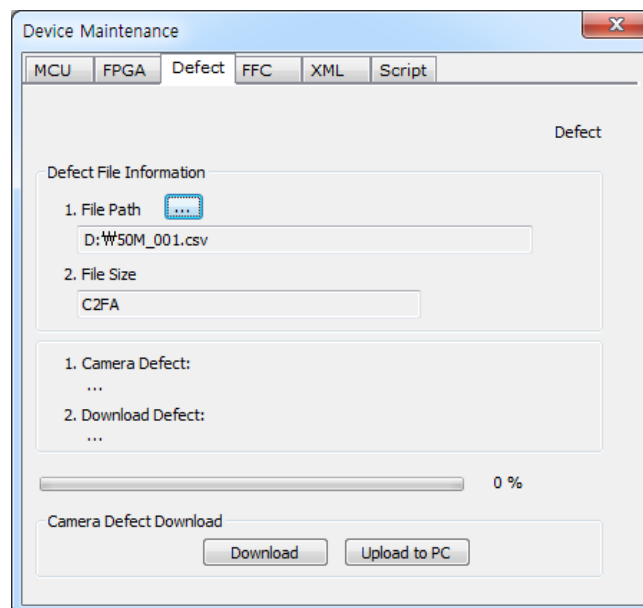 Device Maintenance
MCU FPGA Defect FFC XML Script
Defect
Defect File Information
1. File Path ...
D:₩50M_001.csv
2. File Size
C2FA
1. Camera Defect:
...
2. Download Defect:
...
0 %
Camera Defect Download
Download Upload to PC